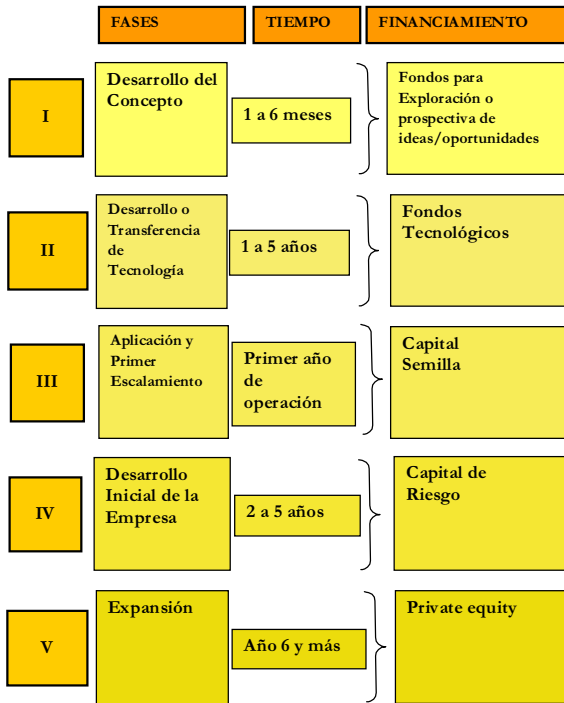 FASES
TIEMPO
FINANCIAMIENTO
I
Desarrollo del
Concepto
1 a 6 meses
Fondos para
Exploración o
prospectiva de
ideas/oportunidades
II
Desarrollo o
Transferencia
de
Tecnología
1 a 5 años
Fondos
Tecnológicos
III
Aplicación y
Primer
Escalamiento
Primer año
de
operación
Capital
Semilla
IV
Desarrollo
Inicial de la
Empresa
2 a 5 años
Capital de
Riesgo
V
Expansión
Año 6 y más
Private equity